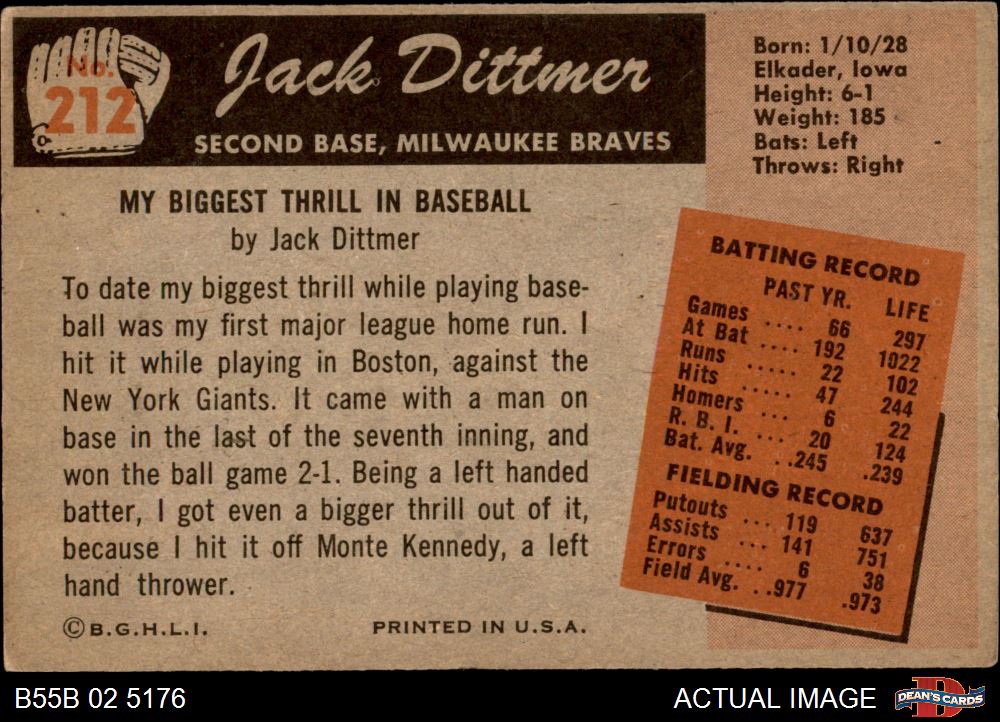 No.
212
Jack Dittmer
SECOND BASE, MILWAUKEE BRAVES
Born: 1/10/28
Elkader, Iowa
Height: 6-1
Weight: 185
Bats: Left
Throws: Right
MY BIGGEST THRILL IN BASEBALL
by Jack Dittmer
To date my biggest thrill while playing base-
ball was my first major league home run. I
hit it while playing in Boston, against the
New York Giants. It came with a man on
base in the last of the seventh inning, and
won the ball game 2-1. Being a left handed
batter, I got even a bigger thrill out of it,
because I hit it off Monte Kennedy, a left
hand thrower.
© B.G.H.L.I. PRINTED IN U.S.A.
BATTING RECORD
PAST YR. LIFE
Games .... 66 297
At Bat .... 192 1022
Runs ..... 22 102
Hits ..... 47 244
Homers ... 6 22
R. B. I. ... 20 124
Bat. Avg. . .245 .239
FIELDING RECORD
Putouts ... 119 637
Assists ... 141 751
Errors .... 6 38
Field Avg. . .977 .973
B55B 02 5176 ACTUAL IMAGE
D
DEAN'S CARDS